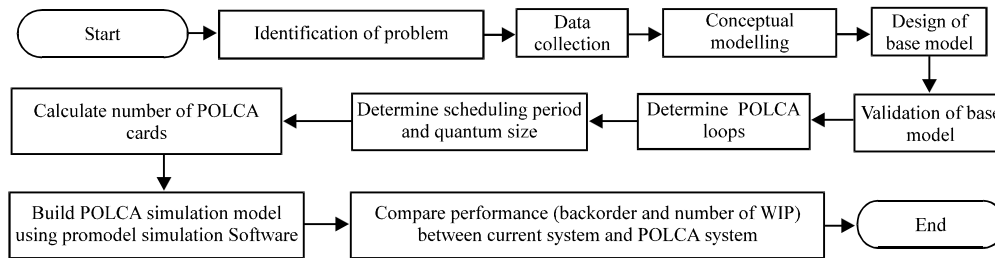 Start
Identification of problem
Data
collection
Conceptual
modelling
Design of
base model
Validation of base
model
Determine POLCA
loops
Determine scheduling period
and quantum size
Calculate number of POLCA
cards
Build POLCA simulation model
using promodel simulation Software
Compare performance (backorder and number of WIP)
between current system and POLCA system
End